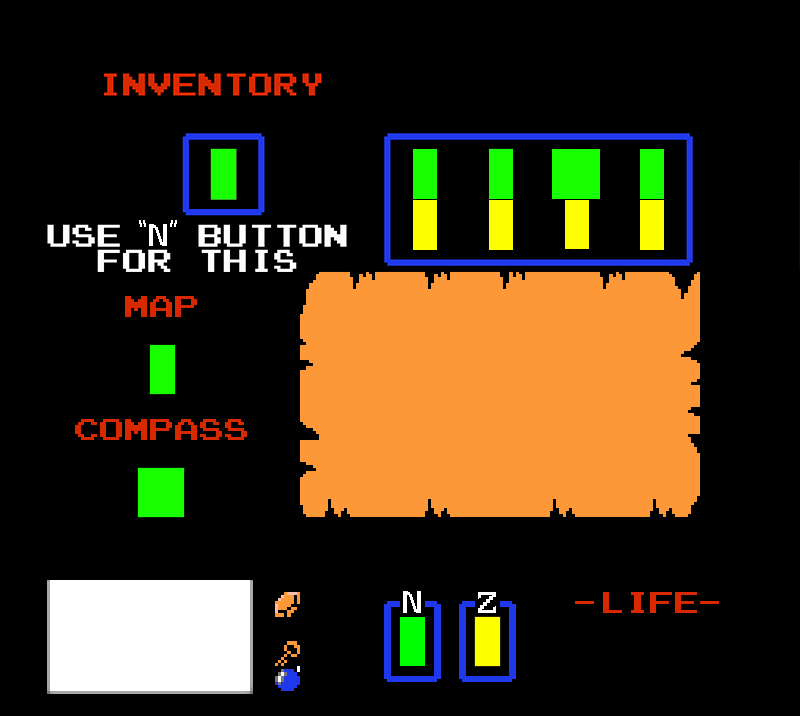 INVENTORY
USE "N" BUTTON
FOR THIS
MAP
COMPASS
N Z
-LIFE-